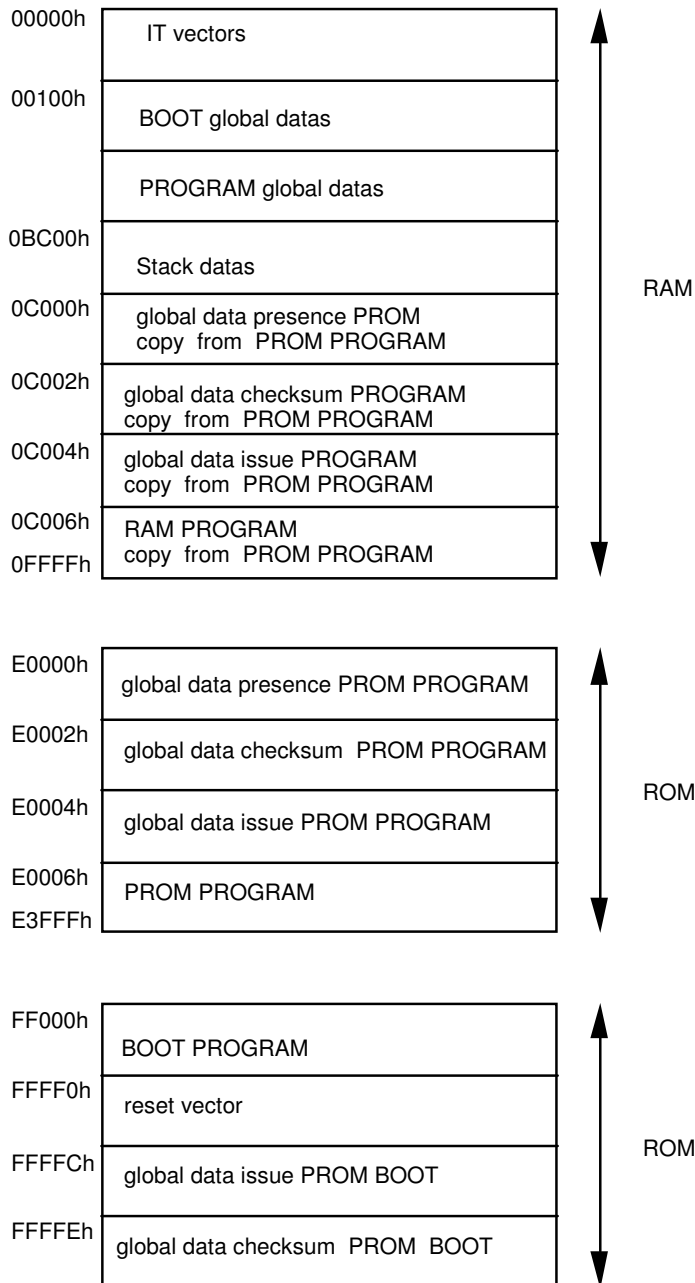 00000h
IT vectors
00100h
BOOT global datas
PROGRAM global datas
0BC00h
Stack datas
RAM
0C000h
global data presence PROM
copy from PROM PROGRAM
0C002h
global data checksum PROGRAM
copy from PROM PROGRAM
0C004h
global data issue PROGRAM
copy from PROM PROGRAM
0C006h
RAM PROGRAM
copy from PROM PROGRAM
0FFFFh
E0000h
global data presence PROM PROGRAM
E0002h
global data checksum PROM PROGRAM
ROM
E0004h
global data issue PROM PROGRAM
E0006h
PROM PROGRAM
E3FFFh
FF000h
BOOT PROGRAM
FFFF0h
reset vector
ROM
FFFFCh
global data issue PROM BOOT
FFFFEh
global data checksum PROM BOOT